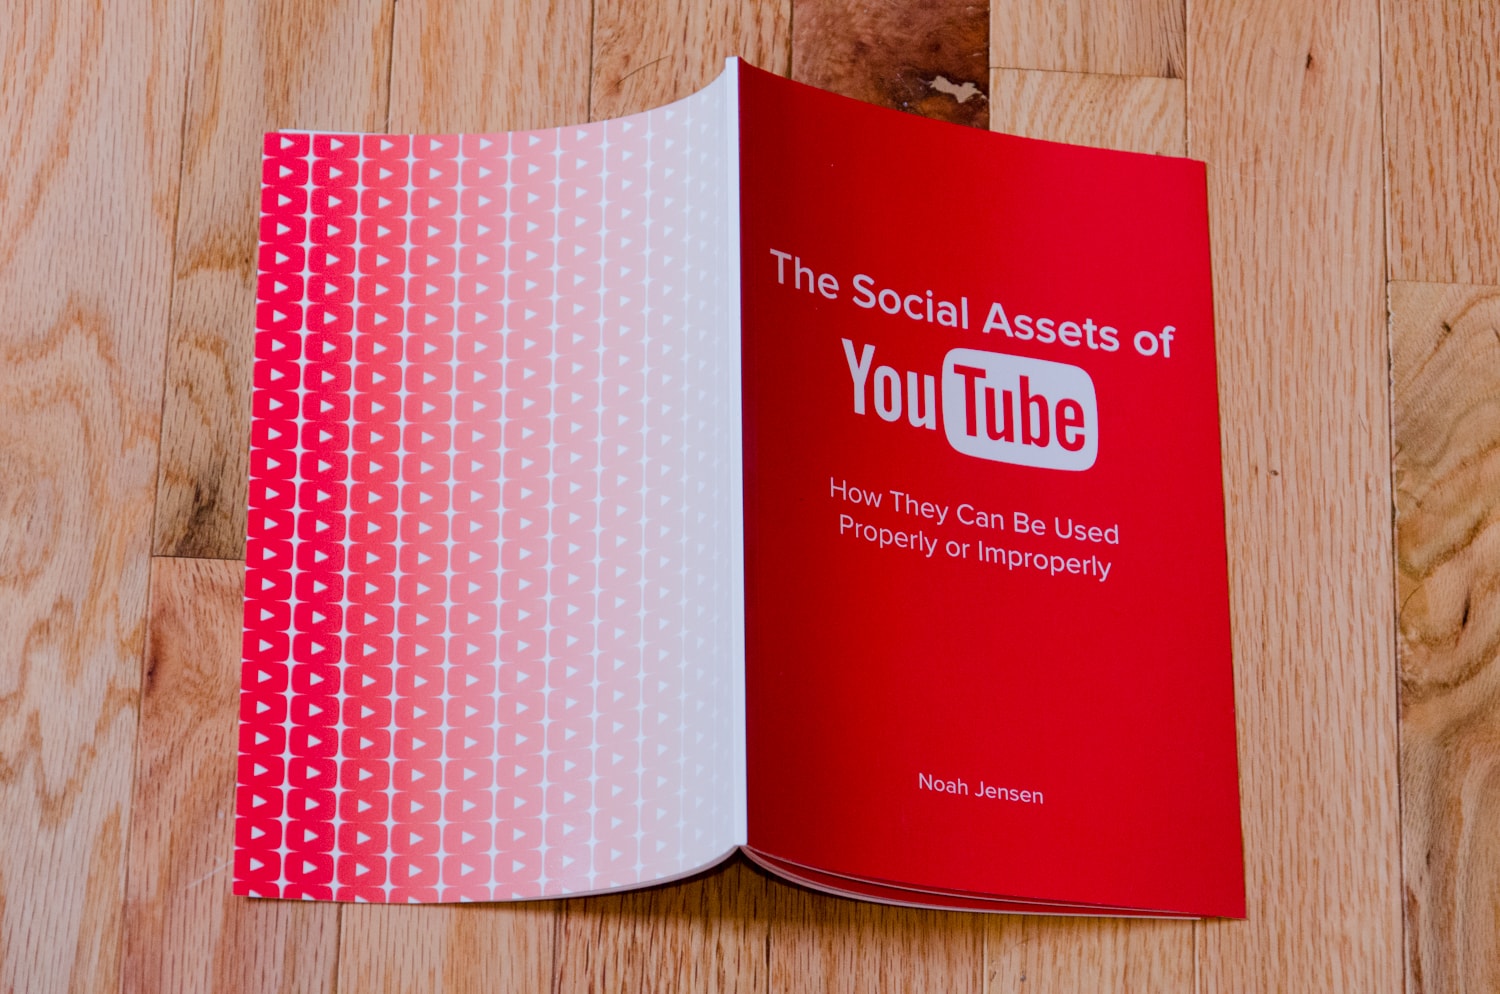 The Social Assets of
YouTube
How They Can Be Used
Properly or Improperly
Noah Jensen